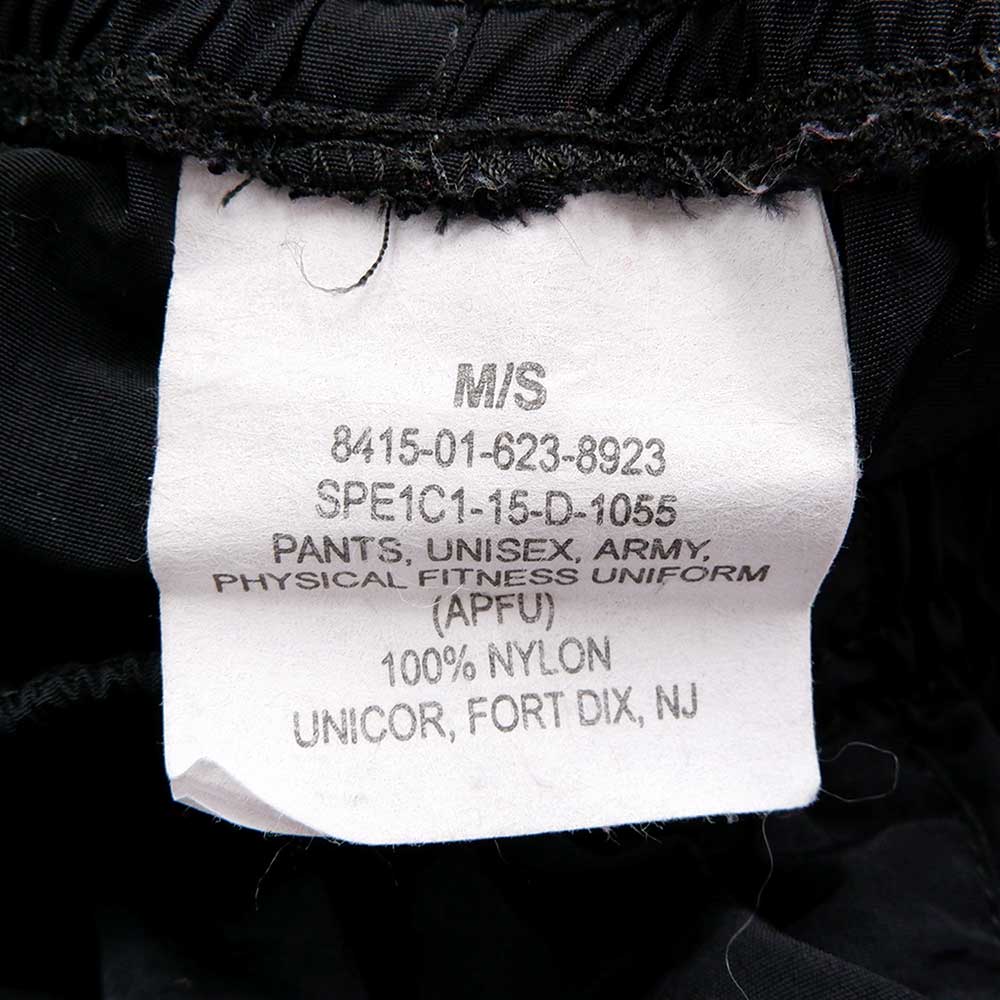 M/S
8415-01-623-8923
SPE1C1-15-D-1055
PANTS, UNISEX, ARMY,
PHYSICAL FITNESS UNIFORM
(APFU)
100% NYLON
UNICOR, FORT DIX, NJ